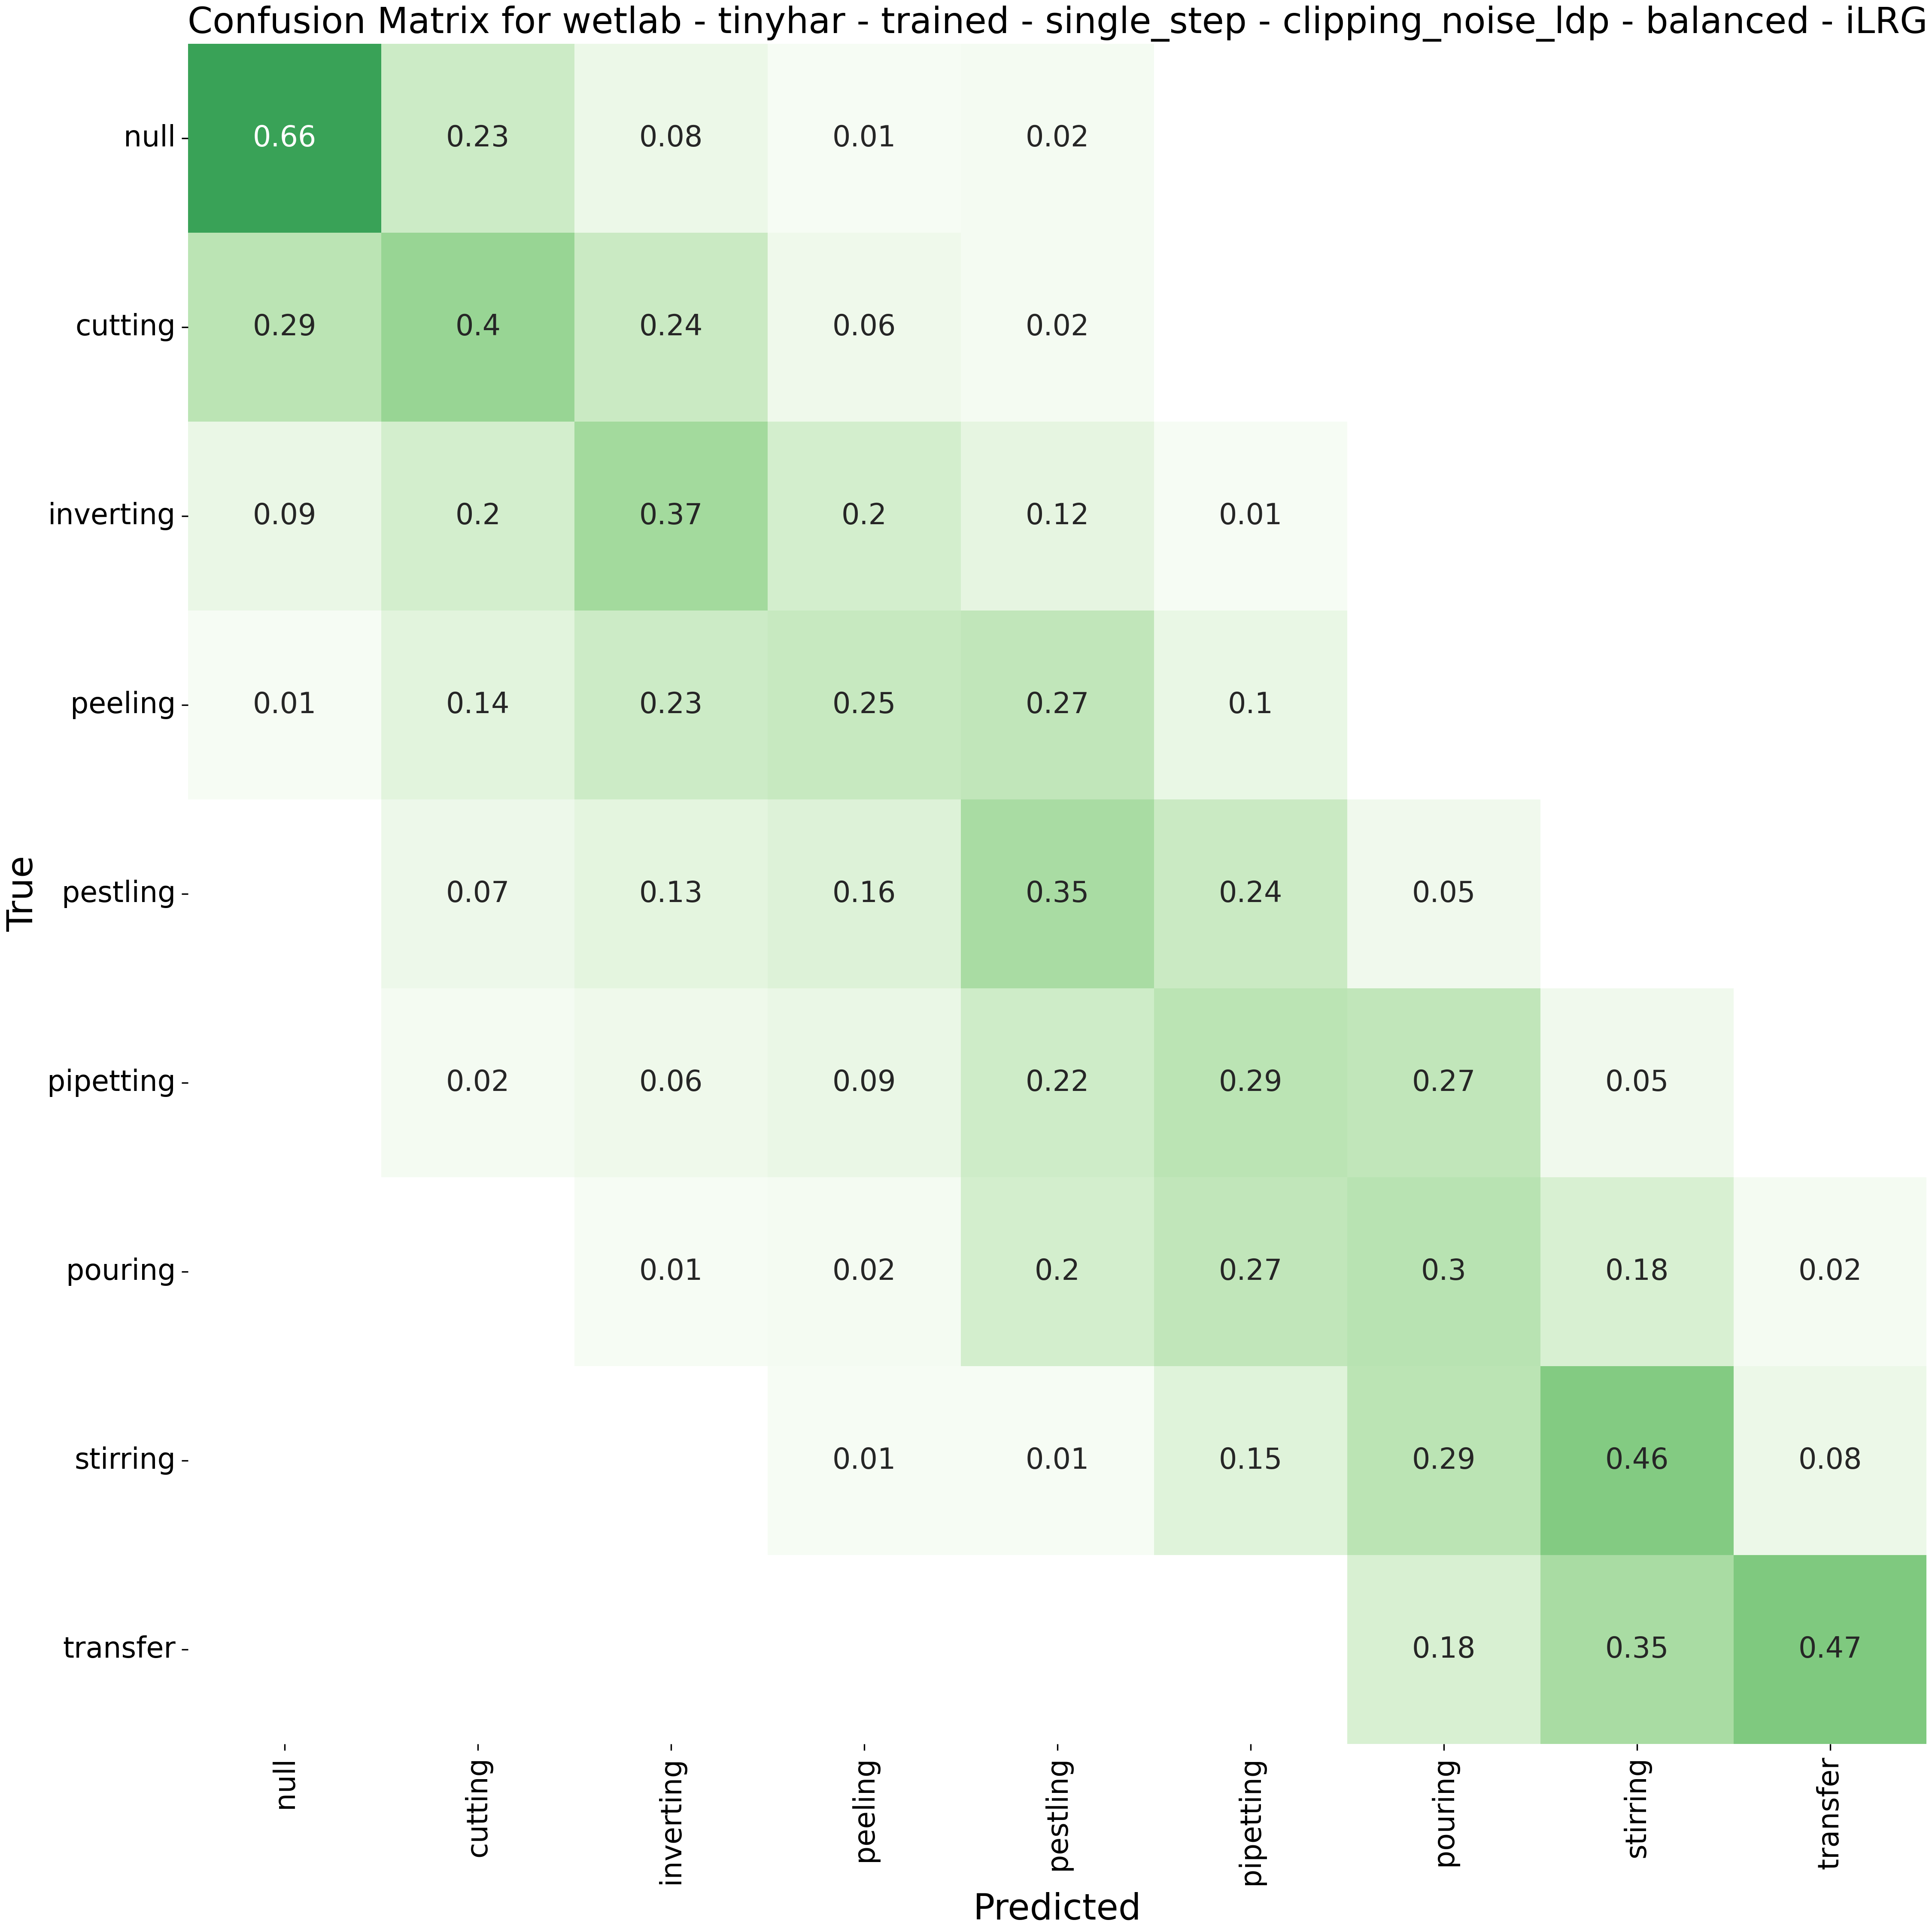 Confusion Matrix for wetlab - tinyhar - trained - single_step - clipping_noise_ldp - balanced - iLRG
null 0.66 0.23 0.08 0.01 0.02
cutting 0.29 0.4 0.24 0.06 0.02
inverting 0.09 0.2 0.37 0.2 0.12 0.01
peeling 0.01 0.14 0.23 0.25 0.27 0.1
pestling 0.07 0.13 0.16 0.35 0.24 0.05
pipetting 0.02 0.06 0.09 0.22 0.29 0.27 0.05
pouring 0.01 0.02 0.2 0.27 0.3 0.18 0.02
stirring 0.01 0.01 0.15 0.29 0.46 0.08
transfer 0.18 0.35 0.47
True
null cutting inverting peeling pestling pipetting pouring stirring transfer
Predicted